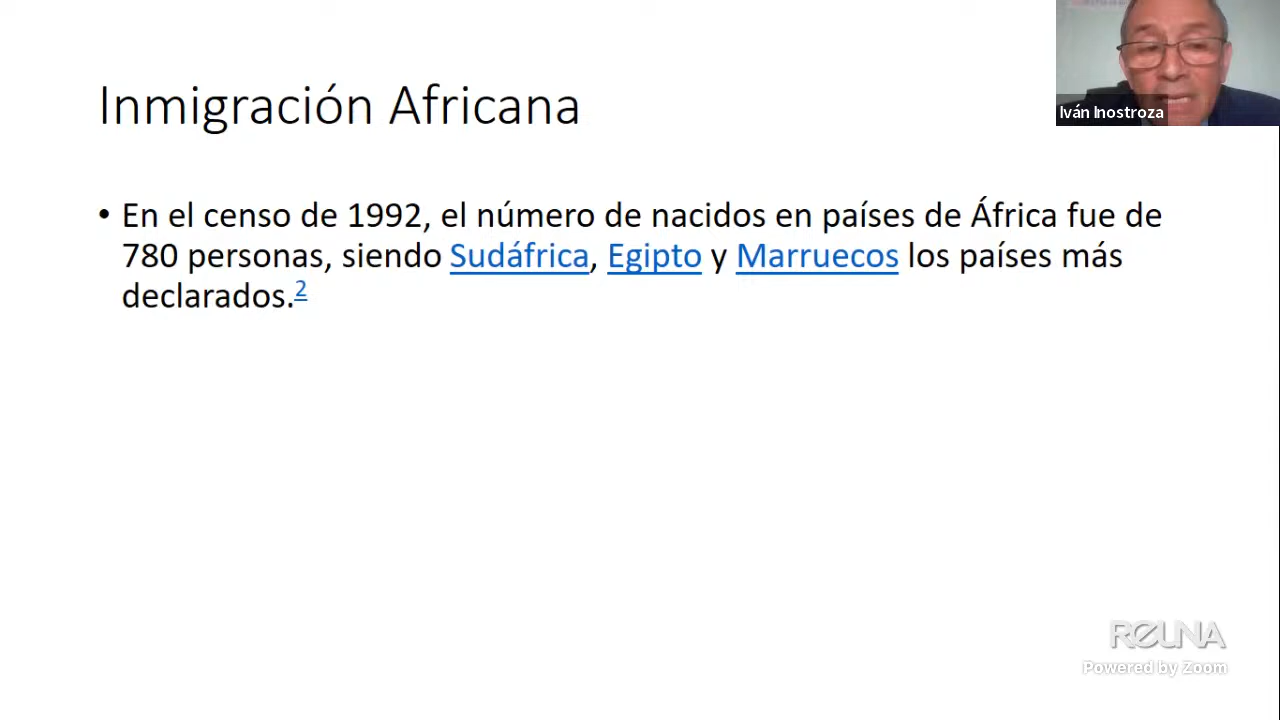 Inmigración Africana
Iván Inostroza
• En el censo de 1992, el número de nacidos en países de África fue de
780 personas, siendo Sudáfrica, Egipto y Marruecos los países más
declarados.2
REUNA
Powered by Zoom